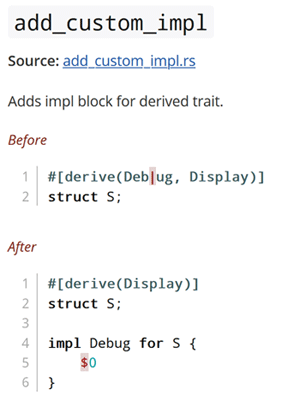 add_custom_impl
Source: add_custom_impl.rs
Adds impl block for derived trait.
Before
1 #[derive(Deb|ug, Display)]
2 struct S;
After
1 #[derive(Display)]
2 struct S;
3
4 impl Debug for S {
5     $0
6 }